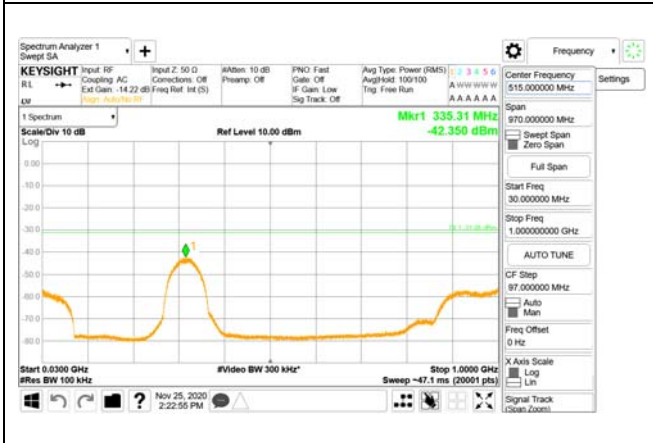 Spectrum Analyzer 1
Swept SA
+
Frequency
KEYSIGHT
Input: RF
Coupling: AC
Ext Gain: -14.22 dB
Align: Auto/No RF
Input Z: 50 Ω
Corrections: Off
Freq Ref: Int (S)
#Atten: 10 dB
Preamp: Off
PNO: Fast
Gate: Off
IF Gain: Low
Sig Track: Off
Avg Type: Power (RMS)
Avg|Hold: 100/100
Trig: Free Run
1 2 3 4 5 6
A W W W W W
A A A A A A
RL
Center Frequency
515.000000 MHz
Settings
Span
970.000000 MHz
Swept Span
Zero Span
Full Span
Start Freq
30.000000 MHz
Stop Freq
1.000000000 GHz
AUTO TUNE
CF Step
97.000000 MHz
Auto
Man
Freq Offset
0 Hz
X Axis Scale
Log
Lin
Signal Track
(Span Zoom)
1 Spectrum
Scale/Div 10 dB
Log
Ref Level 10.00 dBm
Mkr1 335.31 MHz
-42.350 dBm
0.00
-10.0
-20.0
-30.0
-40.0
-50.0
-60.0
-70.0
-80.0
1
Start 0.0300 GHz
#Res BW 100 kHz
#Video BW 300 kHz*
Stop 1.0000 GHz
Sweep ~47.1 ms (20001 pts)
?
Nov 25, 2020
2:22:55 PM